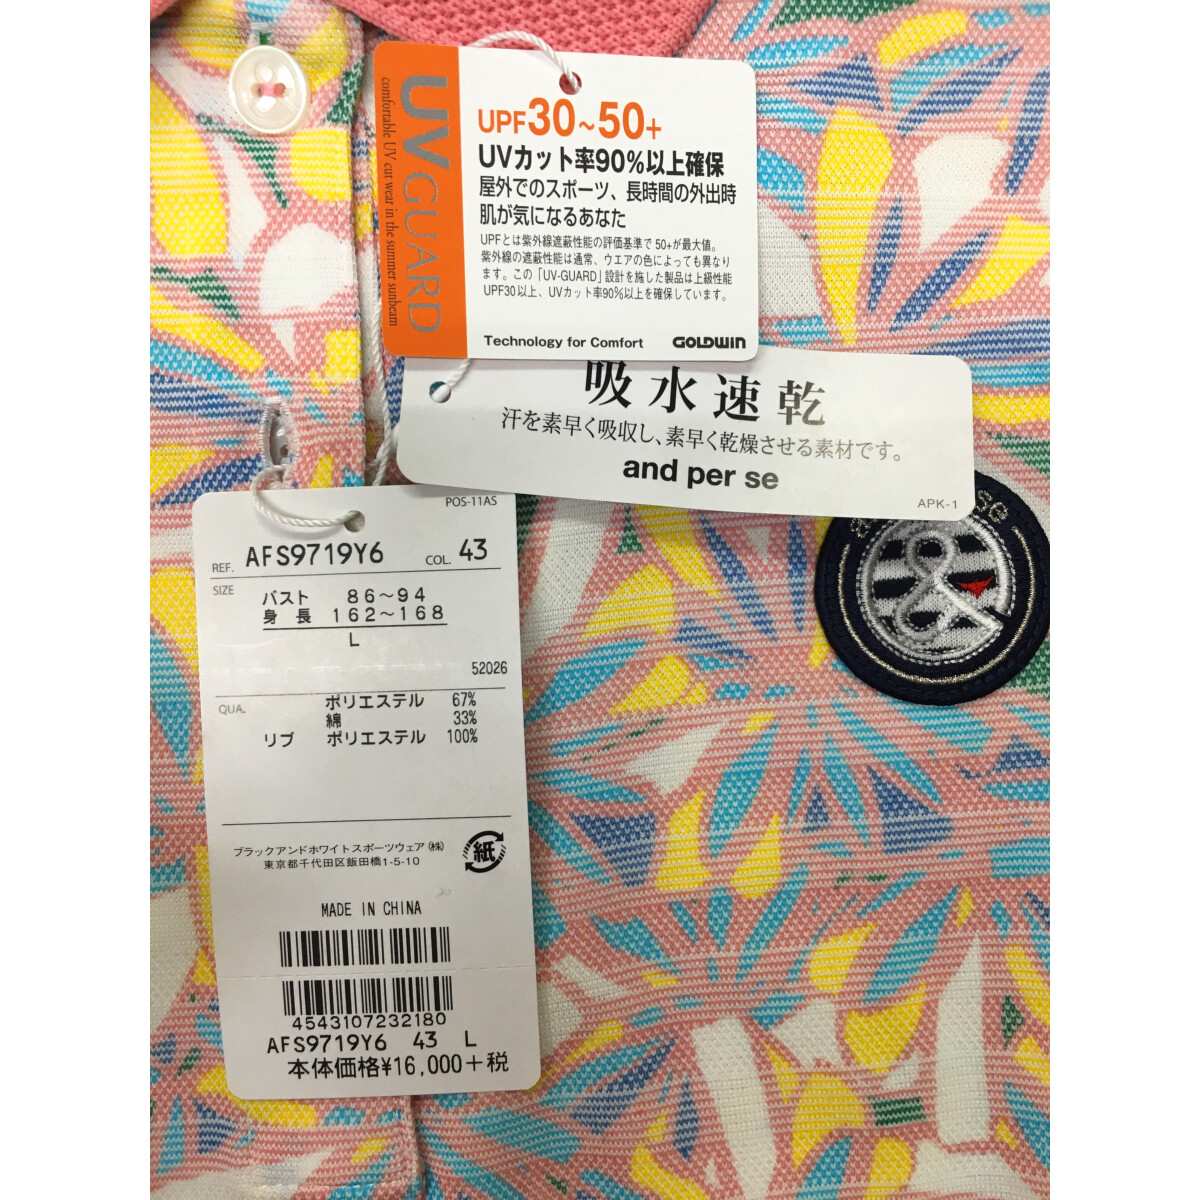 UV GUARD
comfortable UV cut wear in the summer sunbeam
UPF30~50+
UVカット率90%以上確保
屋外でのスポーツ、長時間の外出時
肌が気になるあなた
UPFとは紫外線遮蔽性能の評価基準で 50+が最大値。
紫外線の遮蔽性能は通常、ウエアの色によっても異なり
ます。この「UV-GUARD」設計を施した製品は上級性能
UPF30以上、UVカット率90%以上を確保しています。
Technology for Comfort GOLDWIN
吸水速乾
汗を素早く吸収し、素早く乾燥させる素材です。
and per se
APK-1
se
POS-11AS
REF. AFS9719Y6 COL. 43
SIZE
バスト 86~94
身長 162~168
L
52026
QUA.
ポリエステル 67%
綿 33%
リブ ポリエステル 100%
ブラックアンドホワイトスポーツウェア㈱
東京都千代田区飯田橋1-5-10
紙
MADE IN CHINA
4543107232180
AFS9719Y6 43 L
本体価格¥16,000+税